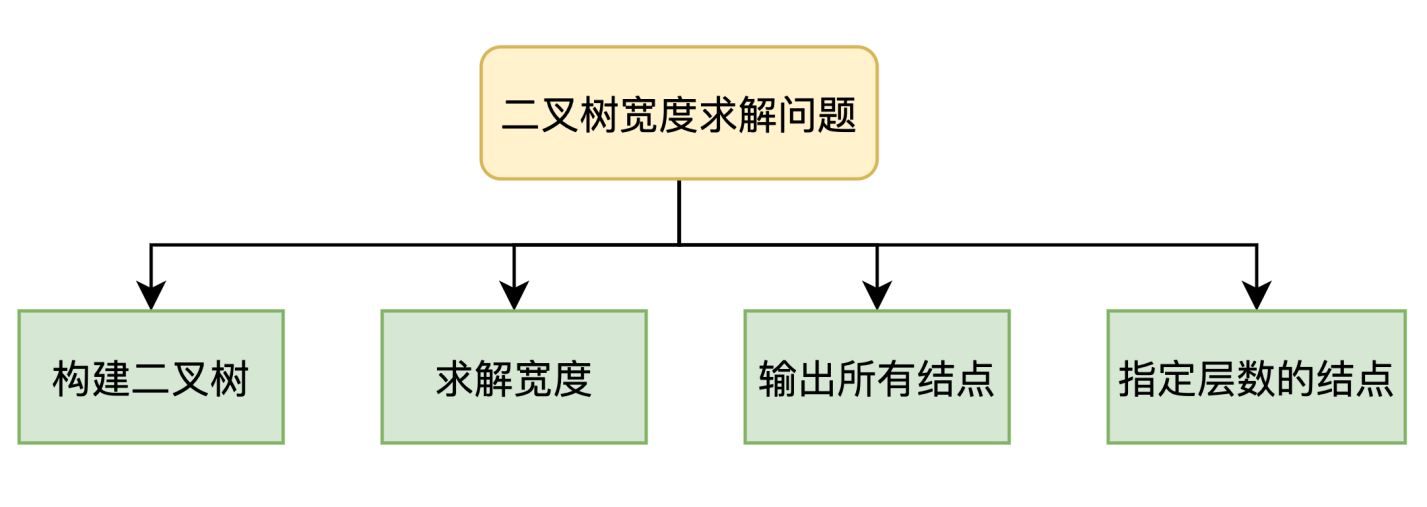 二叉树宽度求解问题
构建二叉树
求解宽度
输出所有结点
指定层数的结点